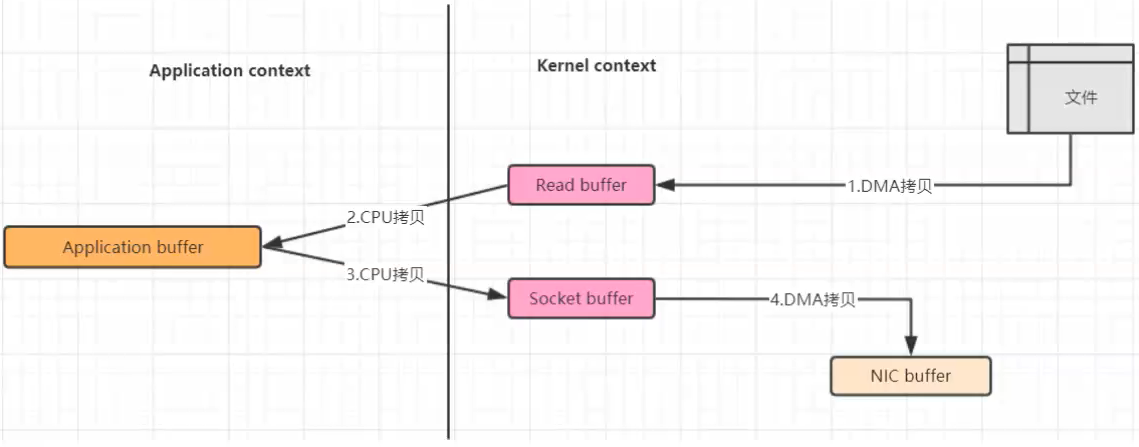 Application context
Kernel context
文件
Read buffer
1.DMA拷贝
2.CPU拷贝
Application buffer
3.CPU拷贝
Socket buffer
4.DMA拷贝
NIC buffer